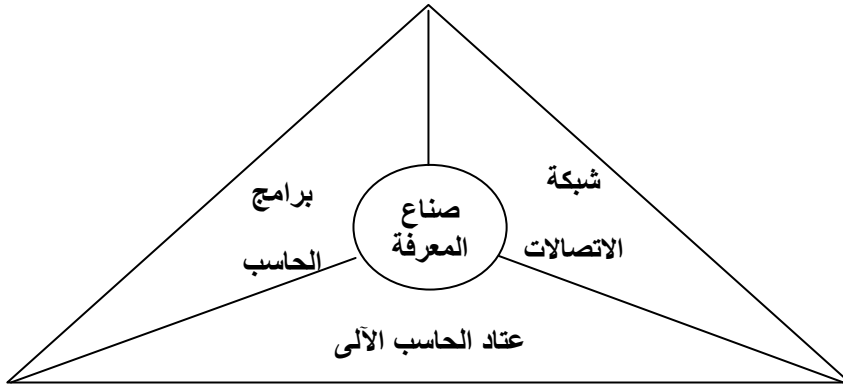 شبكة
الاتصالات
برامج
الحاسب
صناع
المعرفة
عتاد الحاسب الآلى